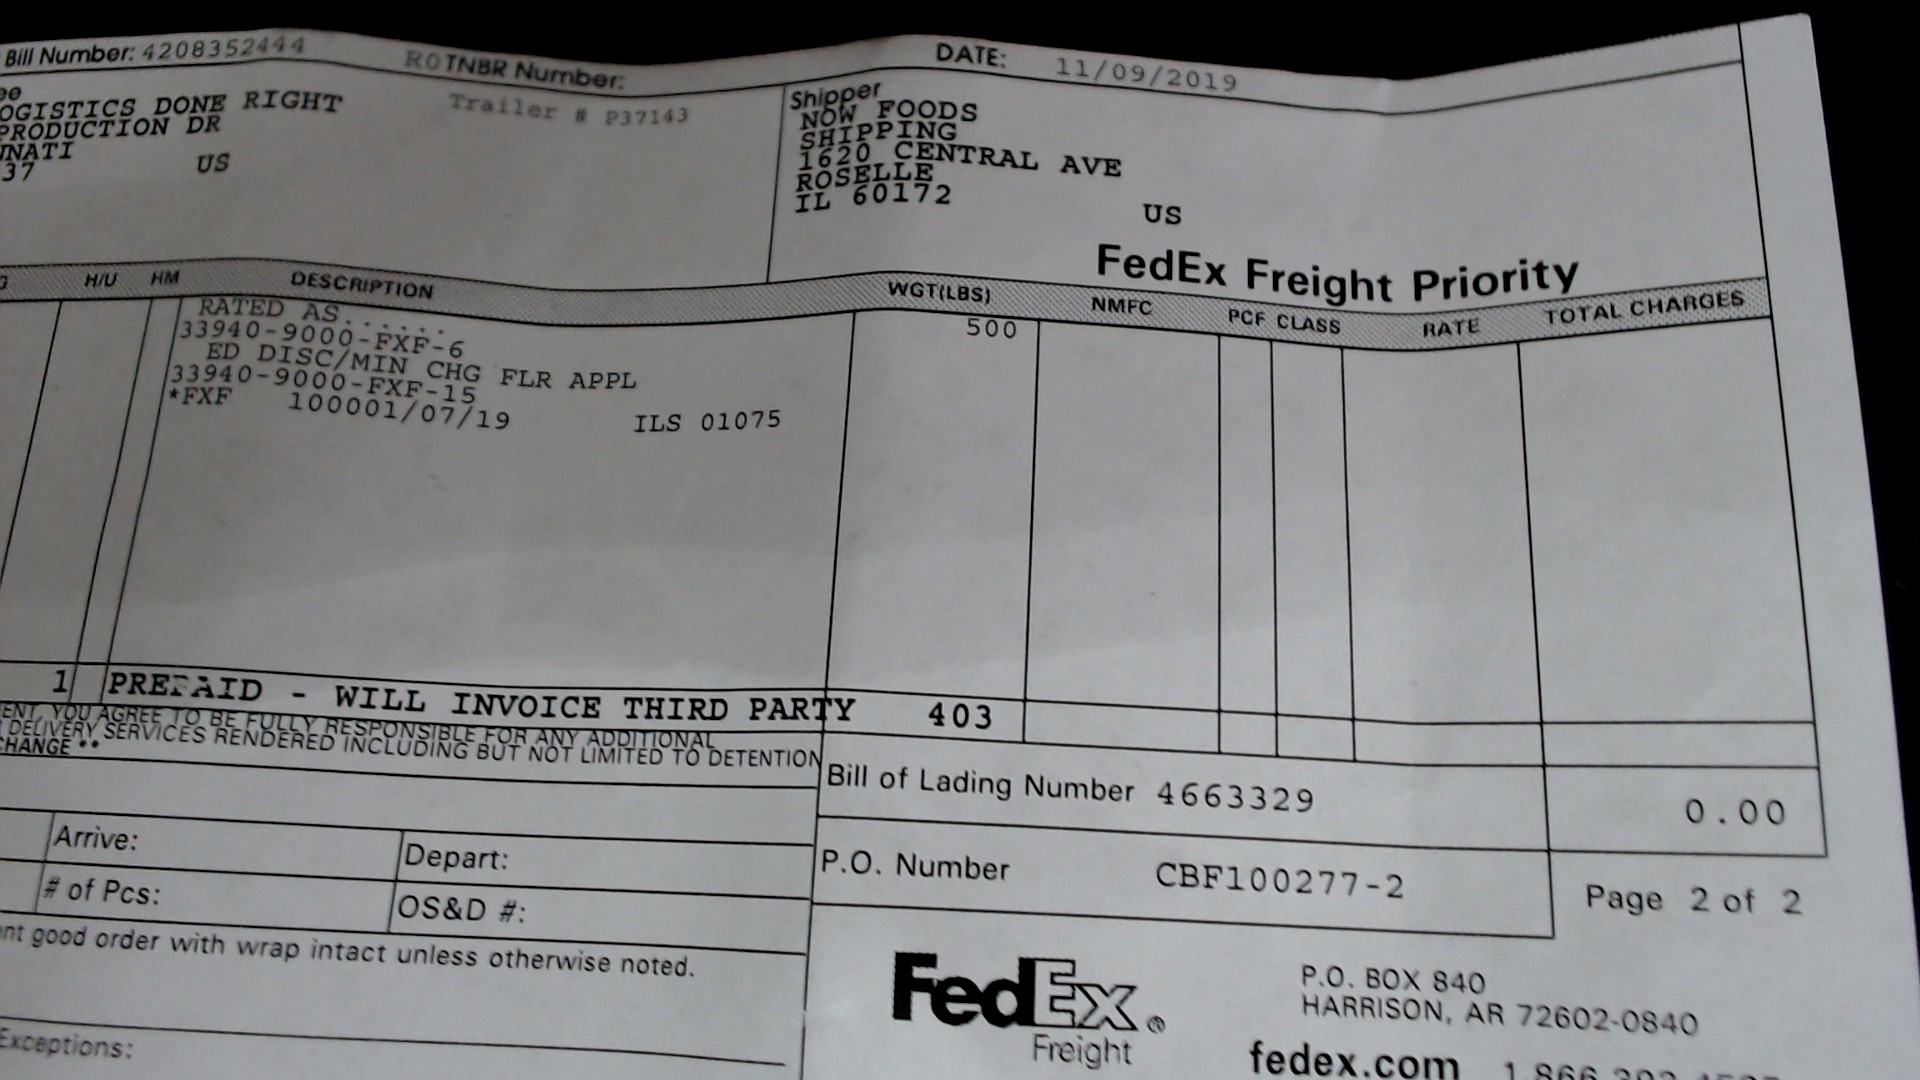 Bill Number: 4208352444
ROTNBR Number:
DATE: 11/09/2019
OGISTICS DONE RIGHT
PRODUCTION DR
NNATI
37 US
Trailer # P37143
Shipper
NOW FOODS
SHIPPING
1620 CENTRAL AVE
ROSELLE
IL 60172
US
FedEx Freight Priority
H/U HM DESCRIPTION WGT(LBS) NMFC PCF CLASS RATE TOTAL CHARGES
RATED AS...... 500
33940-9000-FXF-6
ED DISC/MIN CHG FLR APPL
33940-9000-FXF-15
*FXF 100001/07/19 ILS 01075
1 PREPAID - WILL INVOICE THIRD PARTY 403
ENT, YOU AGREE TO BE FULLY RESPONSIBLE FOR ANY ADDITIONAL
DELIVERY SERVICES RENDERED INCLUDING BUT NOT LIMITED TO DETENTION
CHANGE **
Bill of Lading Number 4663329
0.00
Arrive:
Depart:
P.O. Number CBF100277-2
Page 2 of 2
# of Pcs:
OS&D #:
nt good order with wrap intact unless otherwise noted.
Exceptions:
FedEx®
Freight
P.O. BOX 840
HARRISON, AR 72602-0840
fedex.com